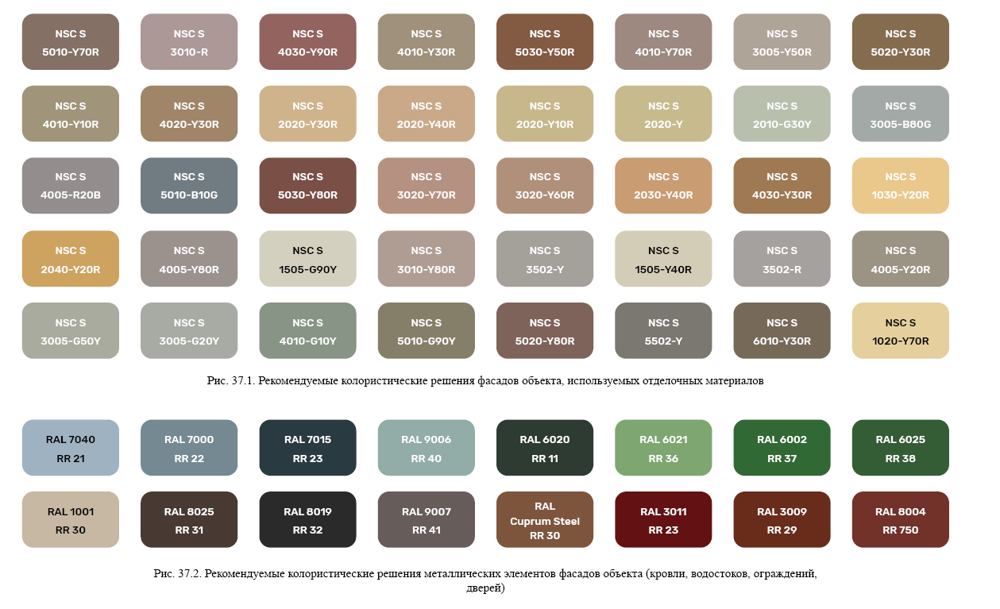 NSC S
5010-Y70R
NSC S
3010-R
NSC S
4030-Y90R
NSC S
4010-Y30R
NSC S
5030-Y50R
NSC S
4010-Y70R
NSC S
3005-Y50R
NSC S
5020-Y30R
NSC S
4010-Y10R
NSC S
4020-Y30R
NSC S
2020-Y30R
NSC S
2020-Y40R
NSC S
2020-Y10R
NSC S
2020-Y
NSC S
2010-G30Y
NSC S
3005-B80G
NSC S
4005-R20B
NSC S
5010-B10G
NSC S
5030-Y80R
NSC S
3020-Y70R
NSC S
3020-Y60R
NSC S
2030-Y40R
NSC S
4030-Y30R
NSC S
1030-Y20R
NSC S
2040-Y20R
NSC S
4005-Y80R
NSC S
1505-G90Y
NSC S
3010-Y80R
NSC S
3502-Y
NSC S
1505-Y40R
NSC S
3502-R
NSC S
4005-Y20R
NSC S
3005-G50Y
NSC S
3005-G20Y
NSC S
4010-G10Y
NSC S
5010-G90Y
NSC S
5020-Y80R
NSC S
5502-Y
NSC S
6010-Y30R
NSC S
1020-Y70R
Рис. 37.1. Рекомендуемые колористические решения фасадов объекта, используемых отделочных материалов
RAL 7040
RR 21
RAL 7000
RR 22
RAL 7015
RR 23
RAL 9006
RR 40
RAL 6020
RR 11
RAL 6021
RR 36
RAL 6002
RR 37
RAL 6025
RR 38
RAL 1001
RR 30
RAL 8025
RR 31
RAL 8019
RR 32
RAL 9007
RR 41
RAL
Cuprum Steel
RR 30
RAL 3011
RR 23
RAL 3009
RR 29
RAL 8004
RR 750
Рис. 37.2. Рекомендуемые колористические решения металлических элементов фасадов объекта (кровли, водостоков, ограждений,
дверей)